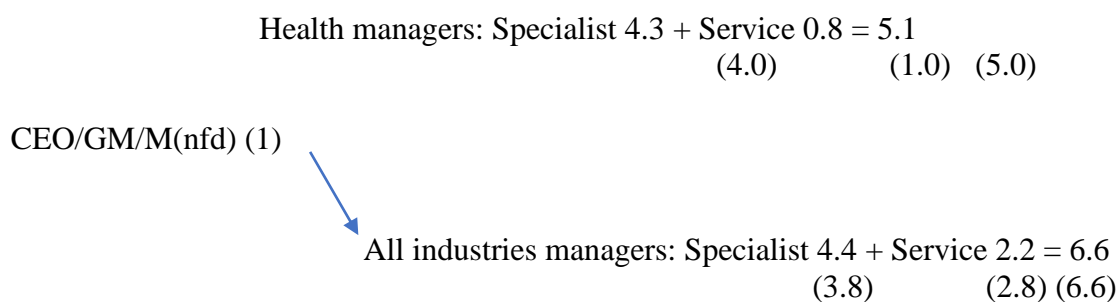 Health managers: Specialist 4.3 + Service 0.8 = 5.1
(4.0) (1.0) (5.0)
CEO/GM/M(nfd) (1)
All industries managers: Specialist 4.4 + Service 2.2 = 6.6
(3.8) (2.8) (6.6)